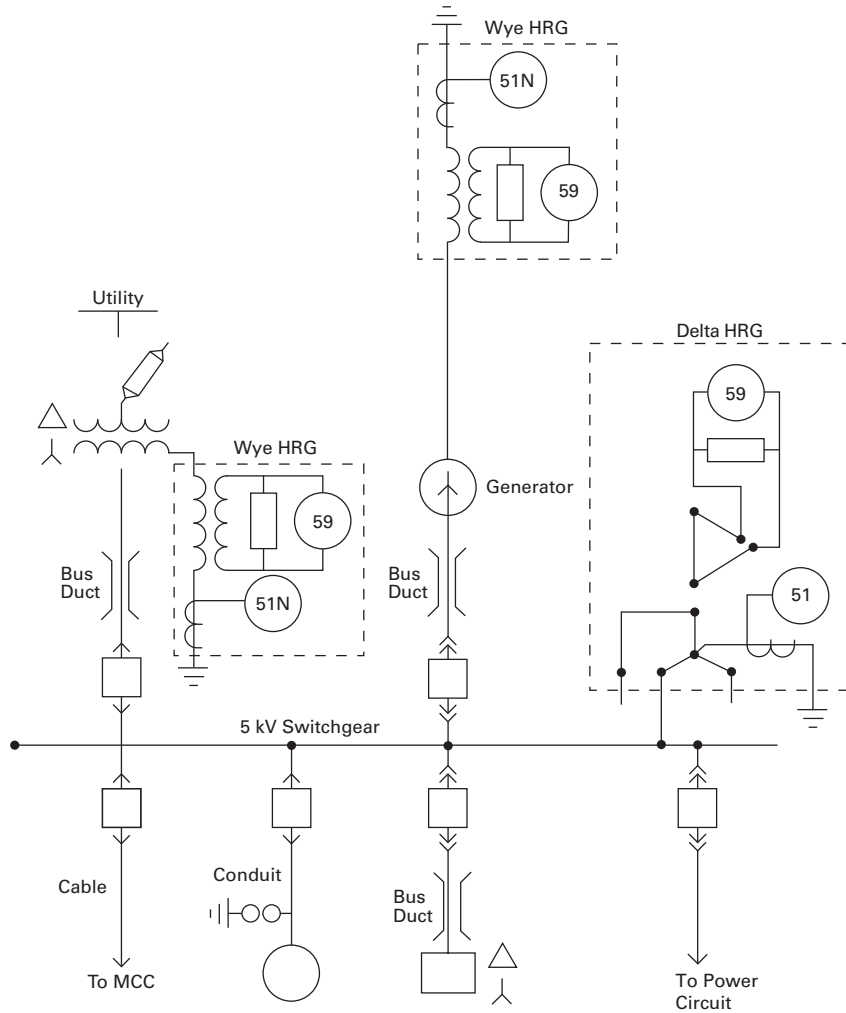 Wye HRG
51N
59
Utility
Delta HRG
59
Wye HRG
59
Generator
Bus
Duct
51N
Bus
Duct
51
5 kV Switchgear
Cable
Conduit
Bus
Duct
To MCC
To Power
Circuit